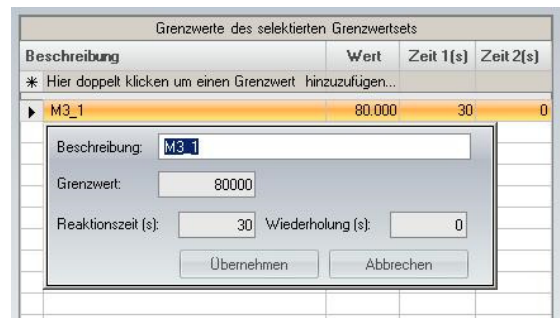 Grenzwerte des selektierten Grenzwertsets
Beschreibung Wert Zeit 1(s) Zeit 2(s)
Hier doppelt klicken um einen Grenzwert hinzuzufügen...
M3_1 80.000 30 0
Beschreibung: M3_1
Grenzwert: 80000
Reaktionszeit (s): 30 Wiederholung (s): 0
Übernehmen Abbrechen